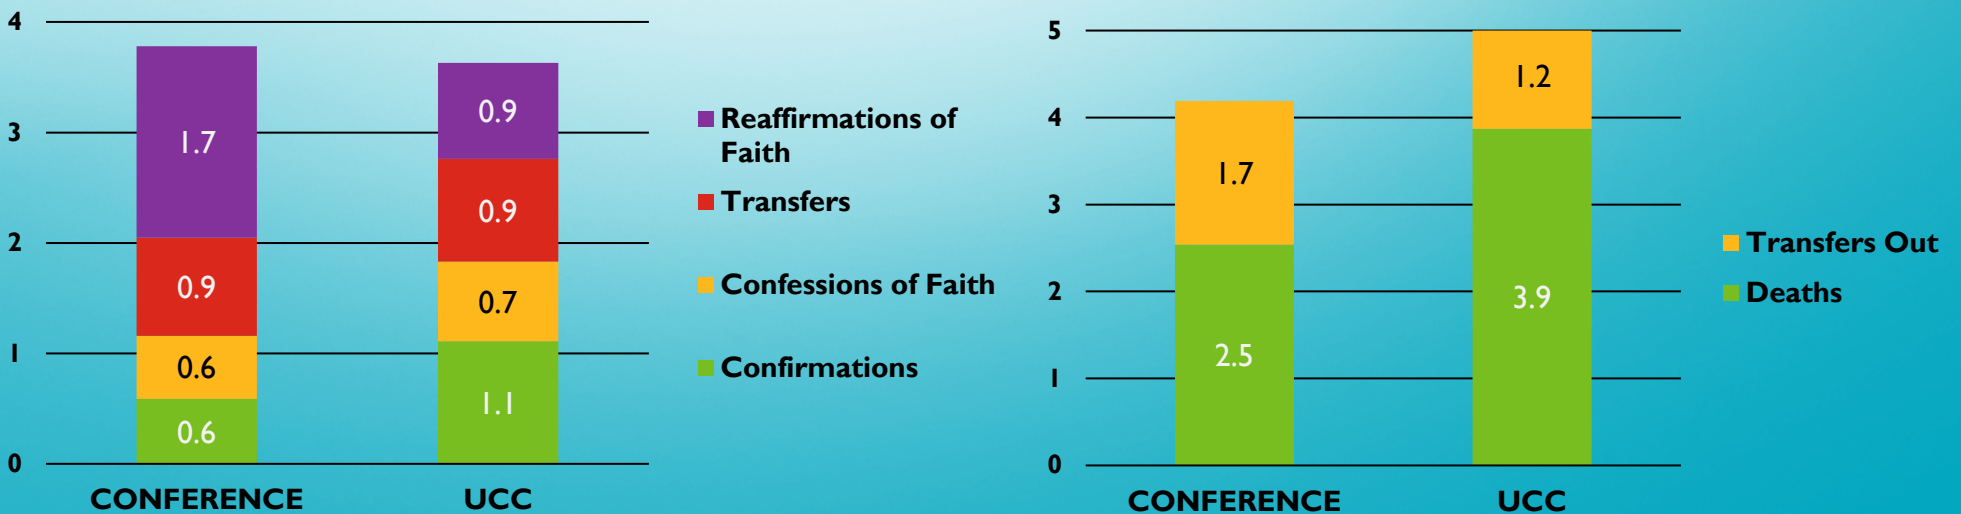 4
3
2
1
0
1.7
0.9
0.6
0.6
0.9
0.9
0.7
1.1
CONFERENCE
UCC
Reaffirmations of
Faith
Transfers
Confessions of Faith
Confirmations
5
4
3
2
1
0
1.7
2.5
1.2
3.9
CONFERENCE
UCC
Transfers Out
Deaths